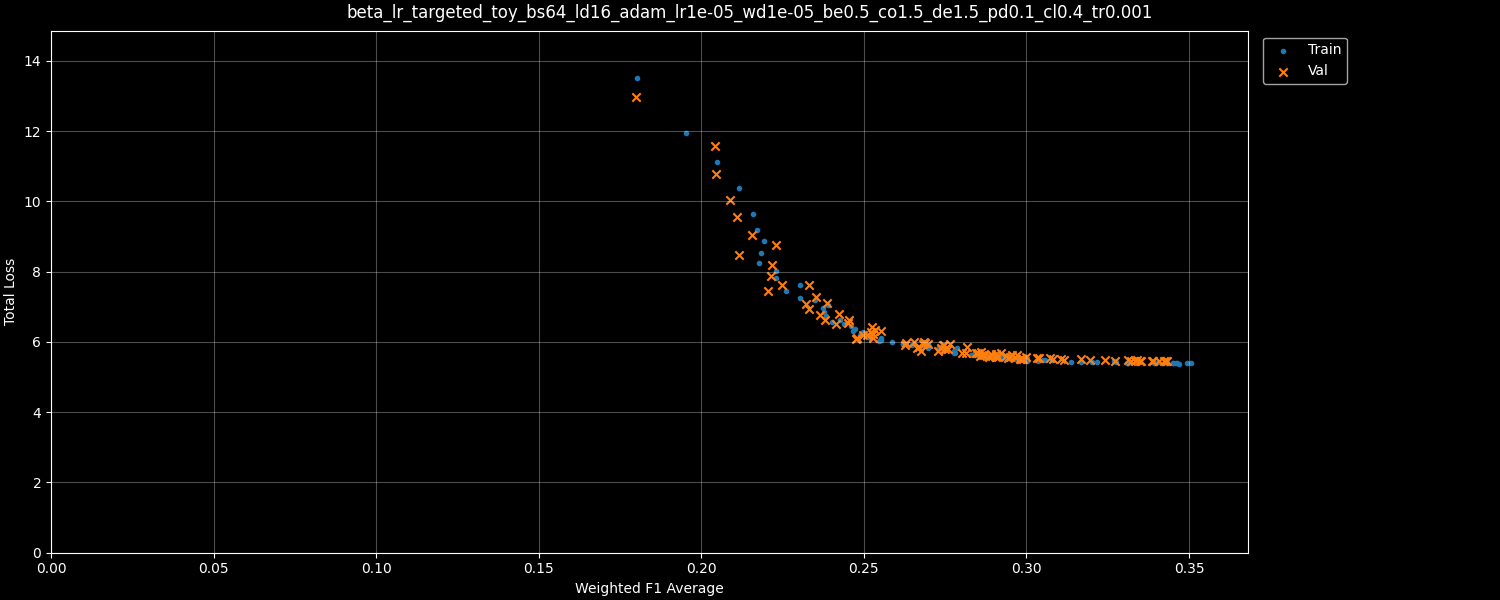 beta_lr_targeted_toy_bs64_ld16_adam_lr1e-05_wd1e-05_be0.5_co1.5_de1.5_pd0.1_cl0.4_tr0.001
Train
Val
14
12
10
8
6
4
2
0
Total Loss
0.00 0.05 0.10 0.15 0.20 0.25 0.30 0.35
Weighted F1 Average